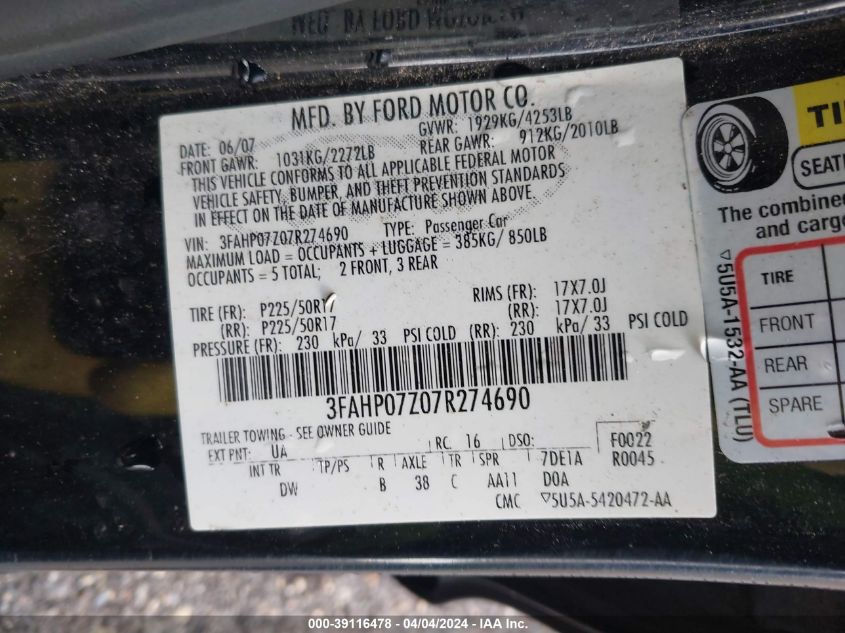 MFD. BY FORD MOTOR CO.
DATE: 06/07 GVWR: 1929KG/4253LB
FRONT GAWR: 1031KG/2272LB REAR GAWR: 912KG/2010LB
THIS VEHICLE CONFORMS TO ALL APPLICABLE FEDERAL MOTOR
VEHICLE SAFETY, BUMPER, AND THEFT PREVENTION STANDARDS
IN EFFECT ON THE DATE OF MANUFACTURE SHOWN ABOVE.
VIN: 3FAHP07Z07R274690 TYPE: Passenger Car
MAXIMUM LOAD = OCCUPANTS + LUGGAGE = 385KG/ 850LB
OCCUPANTS = 5 TOTAL; 2 FRONT, 3 REAR
TIRE (FR): P225/50R17 RIMS (FR): 17X7.0J
(RR): P225/50R17 (RR): 17X7.0J
PRESSURE (FR): 230 kPa/ 33 PSI COLD (RR): 230 kPa/ 33 PSI COLD
3FAHP07Z07R274690
TRAILER TOWING - SEE OWNER GUIDE
EXT PNT: UA RC: 16 DSO: F0022
INT TR TP/PS R AXLE TR SPR 7DE1A R0045
DW B 38 C AA11 D0A
CMC ▽5U5A-5420472-AA
TI
SEATI
The combined
and cargo
TIRE
FRONT
REAR
SPARE
▽5U5A-1532-AA (TLU)
000-39116478 - 04/04/2024 - IAAI.com